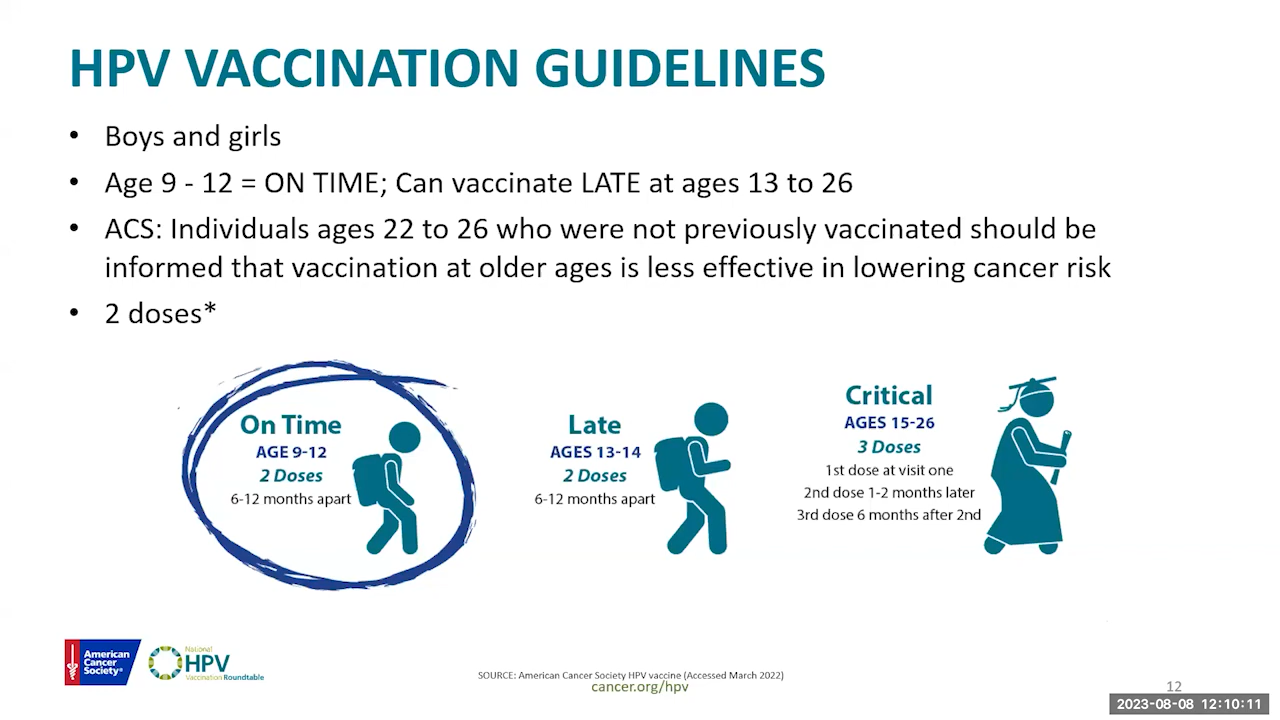 HPV VACCINATION GUIDELINES
• Boys and girls
• Age 9 - 12 = ON TIME; Can vaccinate LATE at ages 13 to 26
• ACS: Individuals ages 22 to 26 who were not previously vaccinated should be
informed that vaccination at older ages is less effective in lowering cancer risk
• 2 doses*
On Time
AGE 9-12
2 Doses
6-12 months apart
Late
AGES 13-14
2 Doses
6-12 months apart
Critical
AGES 15-26
3 Doses
1st dose at visit one
2nd dose 1-2 months later
3rd dose 6 months after 2nd
American
Cancer
Society®
National
HPV
Vaccination Roundtable
SOURCE: American Cancer Society HPV vaccine (Accessed March 2022)
cancer.org/hpv
12
2023-08-08 12:10:11